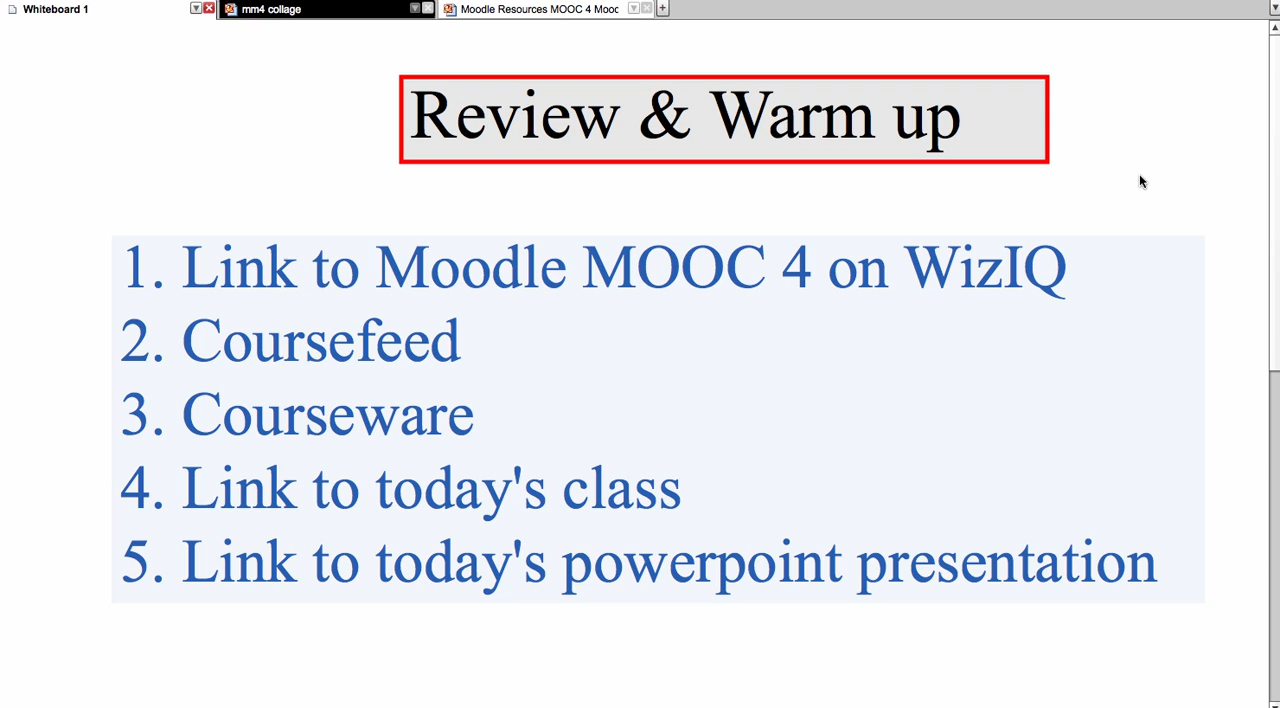 Whiteboard 1
mm4 collage
Moodle Resources MOOC 4 Mooc
Review & Warm up
1. Link to Moodle MOOC 4 on WizIQ
2. Coursefeed
3. Courseware
4. Link to today's class
5. Link to today's powerpoint presentation